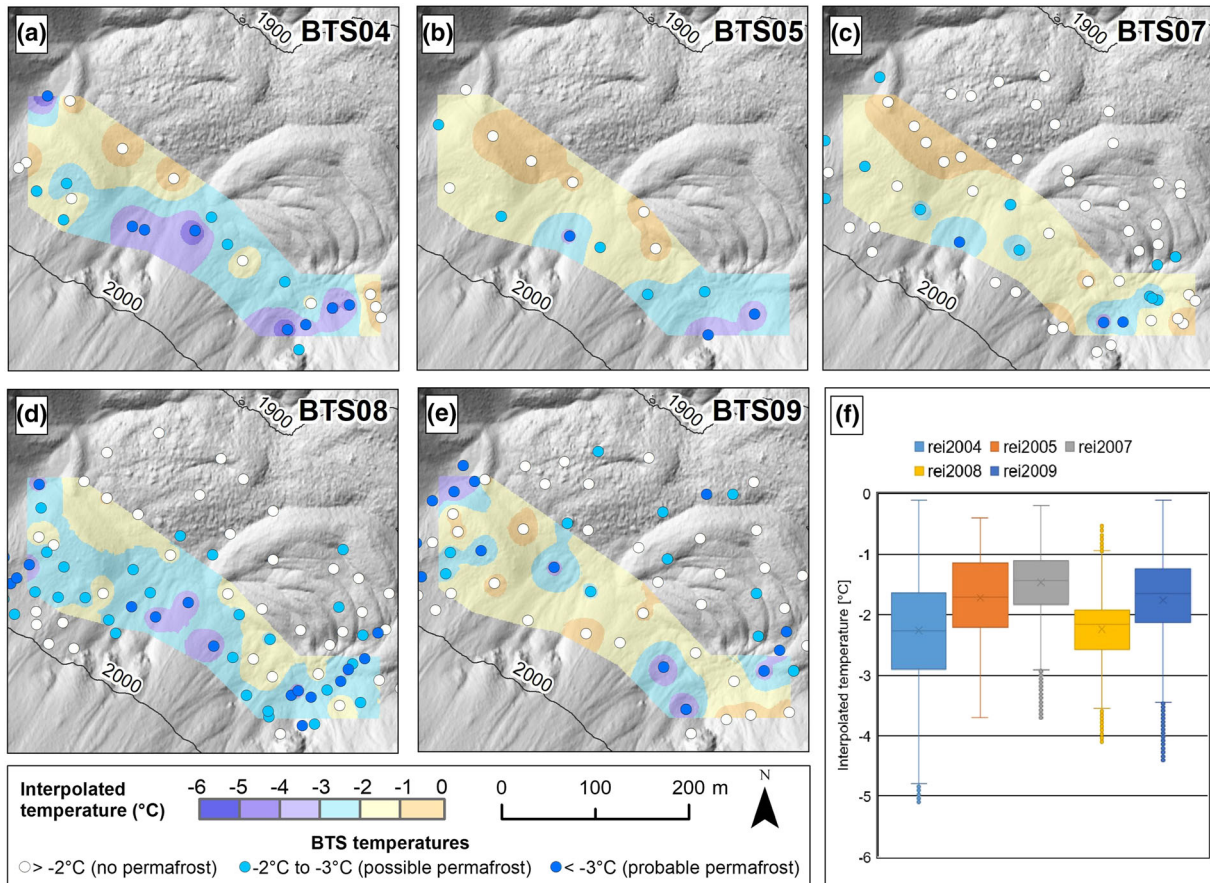 (a) BTS04
1900
2000
(b) BTS05
1900
2000
(c) BTS07
1900
2000
(d) BTS08
1900
2000
(e) BTS09
1900
2000
(f)
rei2004 rei2005 rei2007
rei2008 rei2009
Interpolated temperature [°C]
0
-1
-2
-3
-4
-5
-6
Interpolated temperature (°C)
-6 -5 -4 -3 -2 -1 0
0 100 200 m
N
BTS temperatures
> -2°C (no permafrost) -2°C to -3°C (possible permafrost) < -3°C (probable permafrost)